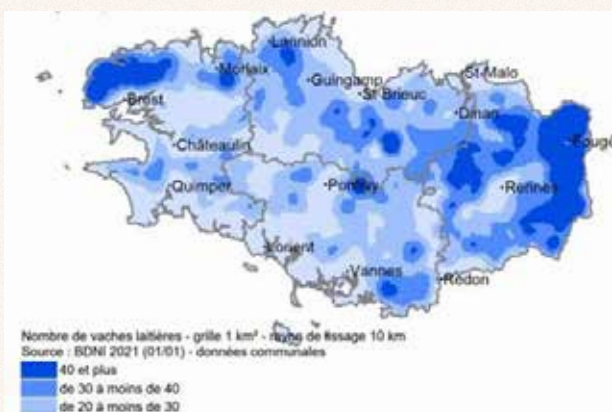 Lannion
Morlaix
Guingamp
St-Malo
St Brieuc
Brest
Dinan
Châteaulin
Fougè
Rennes
Quimper
Pontivy
Lorient
Vannes
Redon
Nombre de vaches laitières - grille 1 km² - rayon de lissage 10 km
Source : BDNI 2021 (01/01) - données communales
40 et plus
de 30 à moins de 40
de 20 à moins de 30